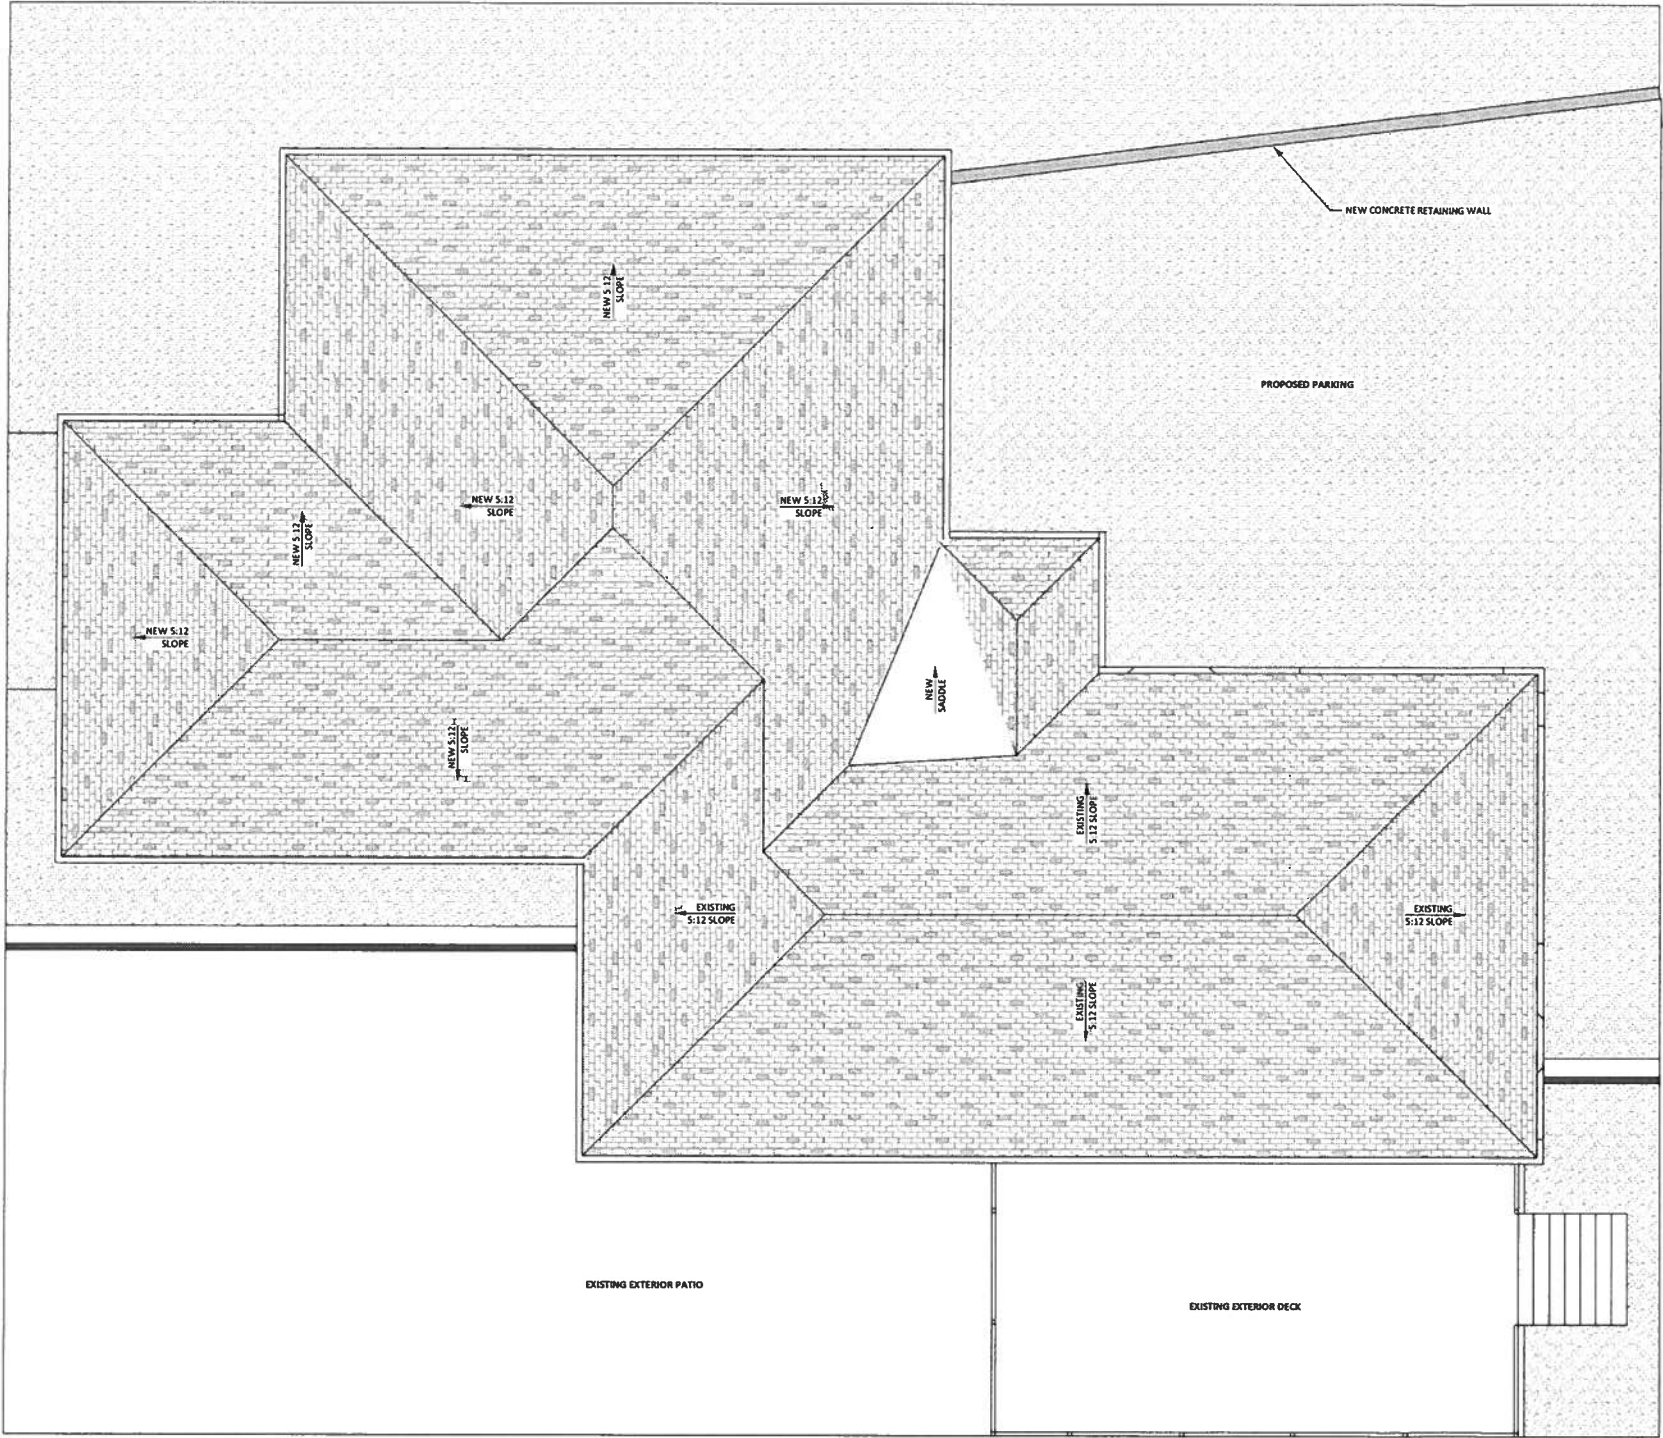 NEW CONCRETE RETAINING WALL
NEW 5:12
SLOPE
PROPOSED PARKING
NEW 5:12
SLOPE
NEW 5:12
SLOPE
NEW 5:12
SLOPE
NEW 5:12
SLOPE
NEW
SADDLE
NEW 5:12
SLOPE
EXISTING
5:12 SLOPE
EXISTING
5:12 SLOPE
EXISTING
5:12 SLOPE
EXISTING
5:12 SLOPE
EXISTING EXTERIOR PATIO
EXISTING EXTERIOR DECK